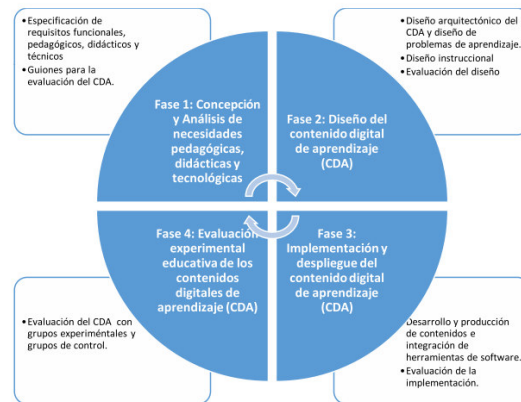 • Especificación de
requisitos funcionales,
pedagógicos, didácticos y
técnicos
• Guiones para la
evaluación del CDA.
• Diseño arquitectónico del
CDA y diseño de
problemas de aprendizaje.
• Diseño instruccional
• Evaluación del diseño
Fase 1: Concepción
y Análisis de
necesidades
pedagógicas,
didácticas y
tecnológicas
Fase 2: Diseño del
contenido digital
de aprendizaje
(CDA)
Fase 4: Evaluación
experimental
educativa de los
contenidos
digitales de
aprendizaje (CDA)
Fase 3:
Implementación y
despliegue del
contenido digital
de aprendizaje
(CDA)
• Evaluación del CDA con
grupos experiméntales y
grupos de control.
Desarrollo y producción
de contenidos e
integración de
herramientas de software.
• Evaluación de la
implementación.